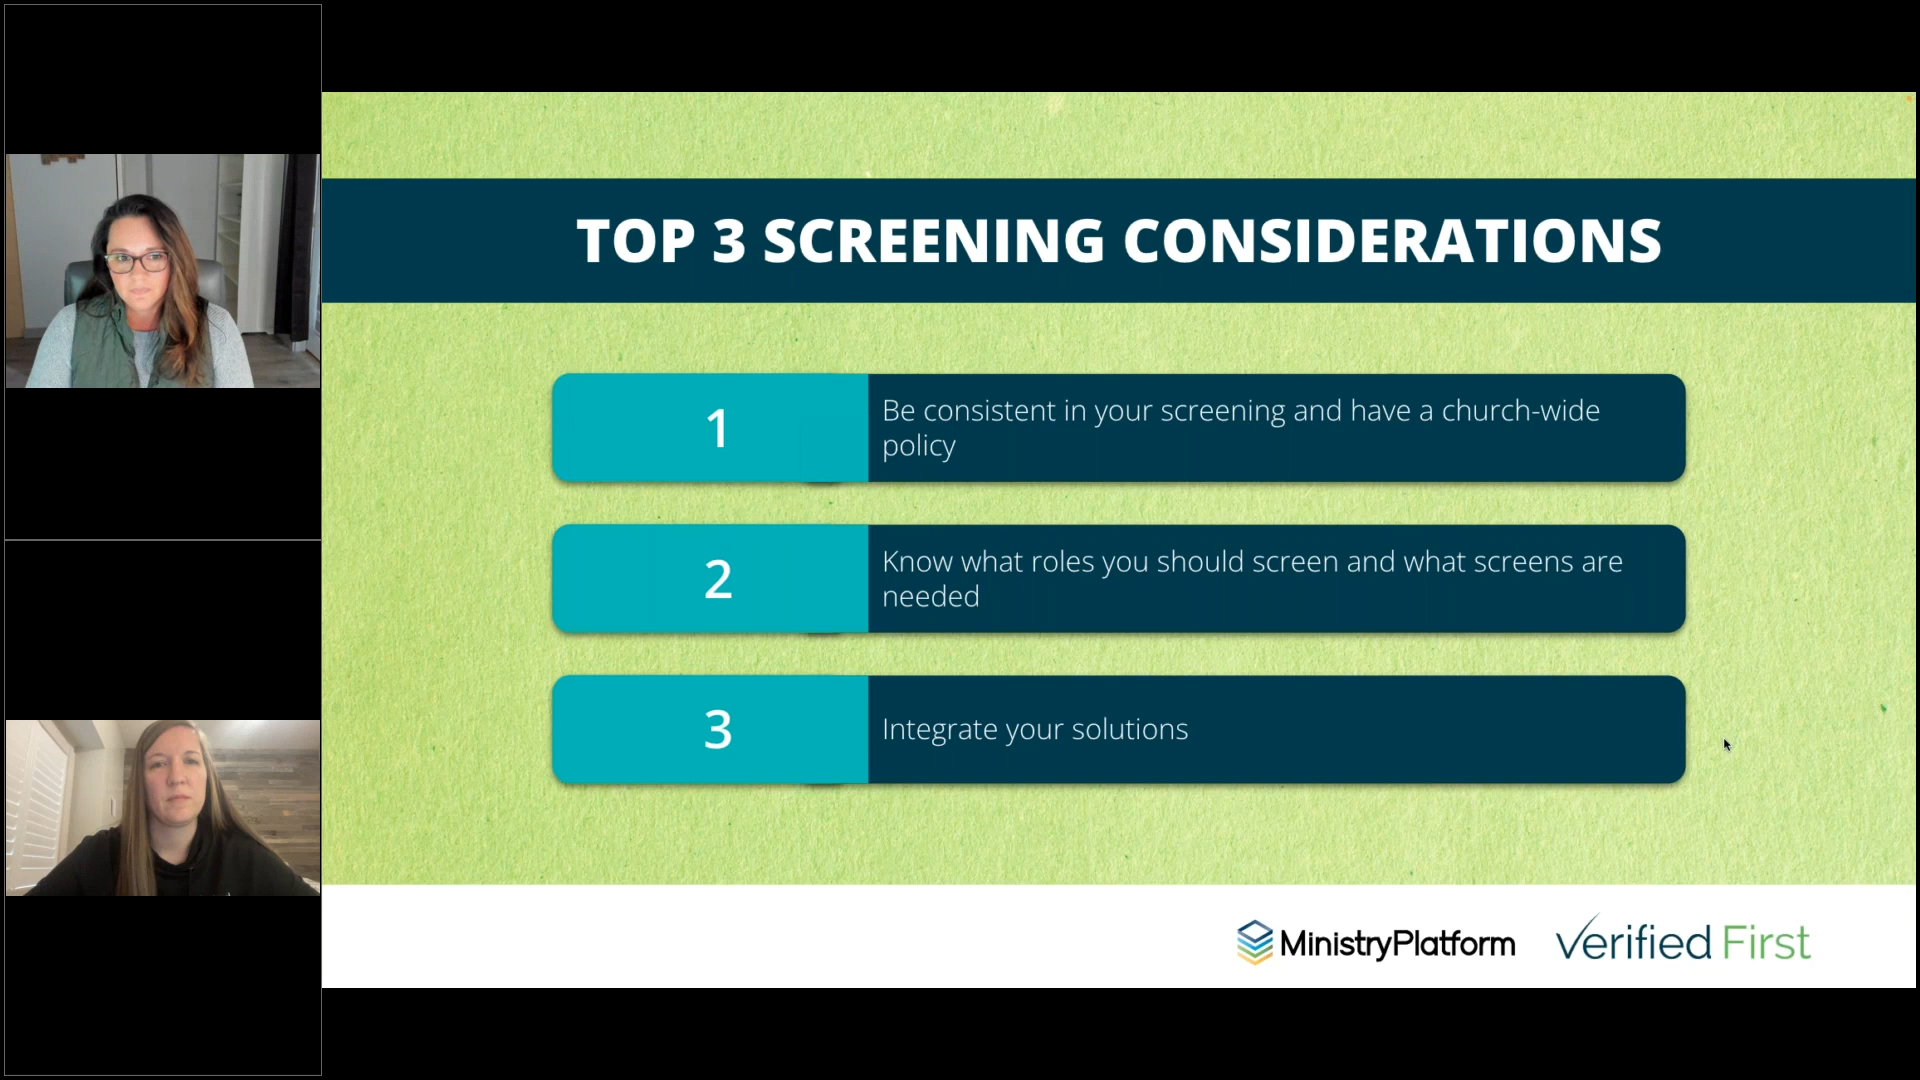 TOP 3 SCREENING CONSIDERATIONS
1
Be consistent in your screening and have a church-wide
policy
2
Know what roles you should screen and what screens are
needed
3
Integrate your solutions
MinistryPlatform
Verified First